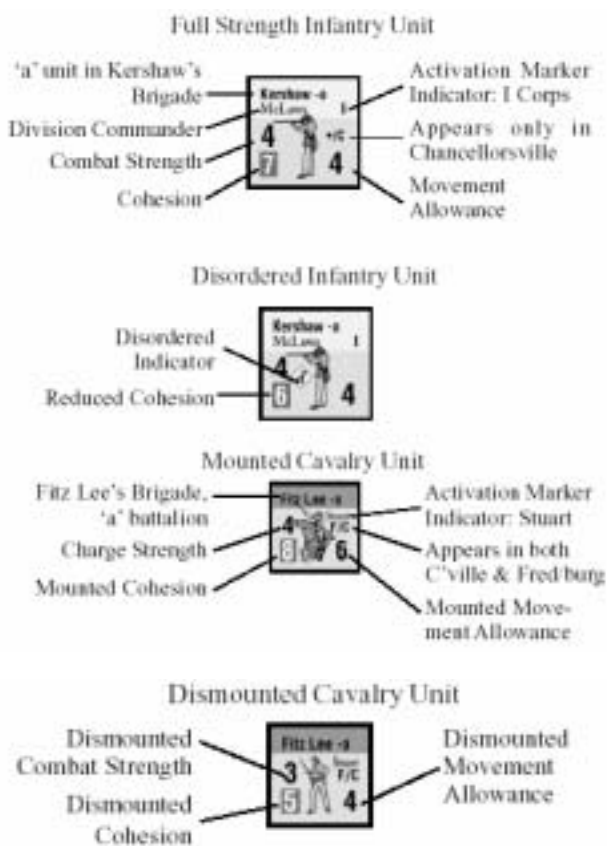 Full Strength Infantry Unit
'a' unit in Kershaw's
Brigade
Division Commander
Combat Strength
Cohesion
Kershaw -a
McLaws
I
4
+/C
7
4
Activation Marker
Indicator: I Corps
Appears only in
Chancellorsville
Movement
Allowance
Disordered Infantry Unit
Disordered
Indicator
Reduced Cohesion
Kershaw -a
McLaws
I
4
4
Mounted Cavalry Unit
Fitz Lee's Brigade,
'a' battalion
Charge Strength
Mounted Cohesion
Fitz Lee -a
4
F/C
6
Activation Marker
Indicator: Stuart
Appears in both
C'ville & Fred/burg
Mounted Move-
ment Allowance
Dismounted Cavalry Unit
Dismounted
Combat Strength
Dismounted
Cohesion
Fitz Lee -a
3
F/C
5
4
Dismounted
Movement
Allowance